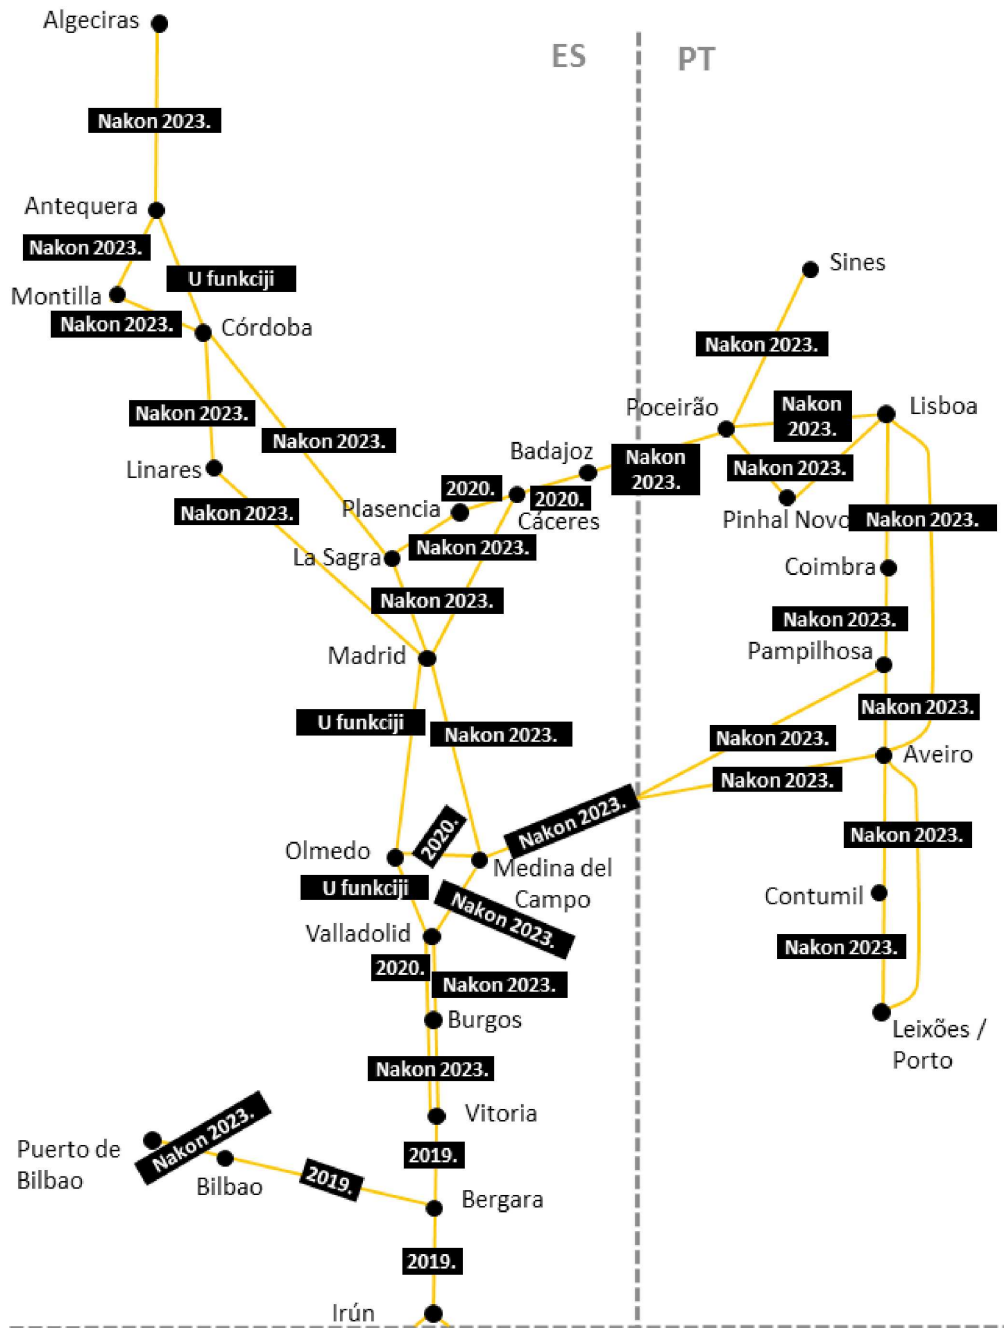 Algeciras
ES
PT
Nakon 2023.
Antequera
Nakon 2023.
U funkciji
Sines
Montilla
Nakon 2023.
Córdoba
Nakon 2023.
Nakon 2023.
Poceirão
Nakon
2023.
Lisboa
Nakon 2023.
Badajoz
Nakon
2023.
Nakon 2023.
Linares
2020.
2020.
Plasencia
Cáceres
Nakon 2023.
Pinhal Novo
Nakon 2023.
La Sagra
Nakon 2023.
Coimbra
Nakon 2023.
Nakon 2023.
Madrid
Pampilhosa
Nakon 2023.
U funkciji
Nakon 2023.
Nakon 2023.
Aveiro
Nakon 2023.
Nakon 2023.
2020.
Nakon 2023.
Olmedo
Medina del
Campo
U funkciji
Nakon 2023.
Contumil
Valladolid
Nakon 2023.
2020.
Nakon 2023.
Burgos
Leixões /
Porto
Nakon 2023.
Vitoria
Nakon 2023.
Puerto de
Bilbao
2019.
Bilbao
2019.
Bergara
2019.
Irún